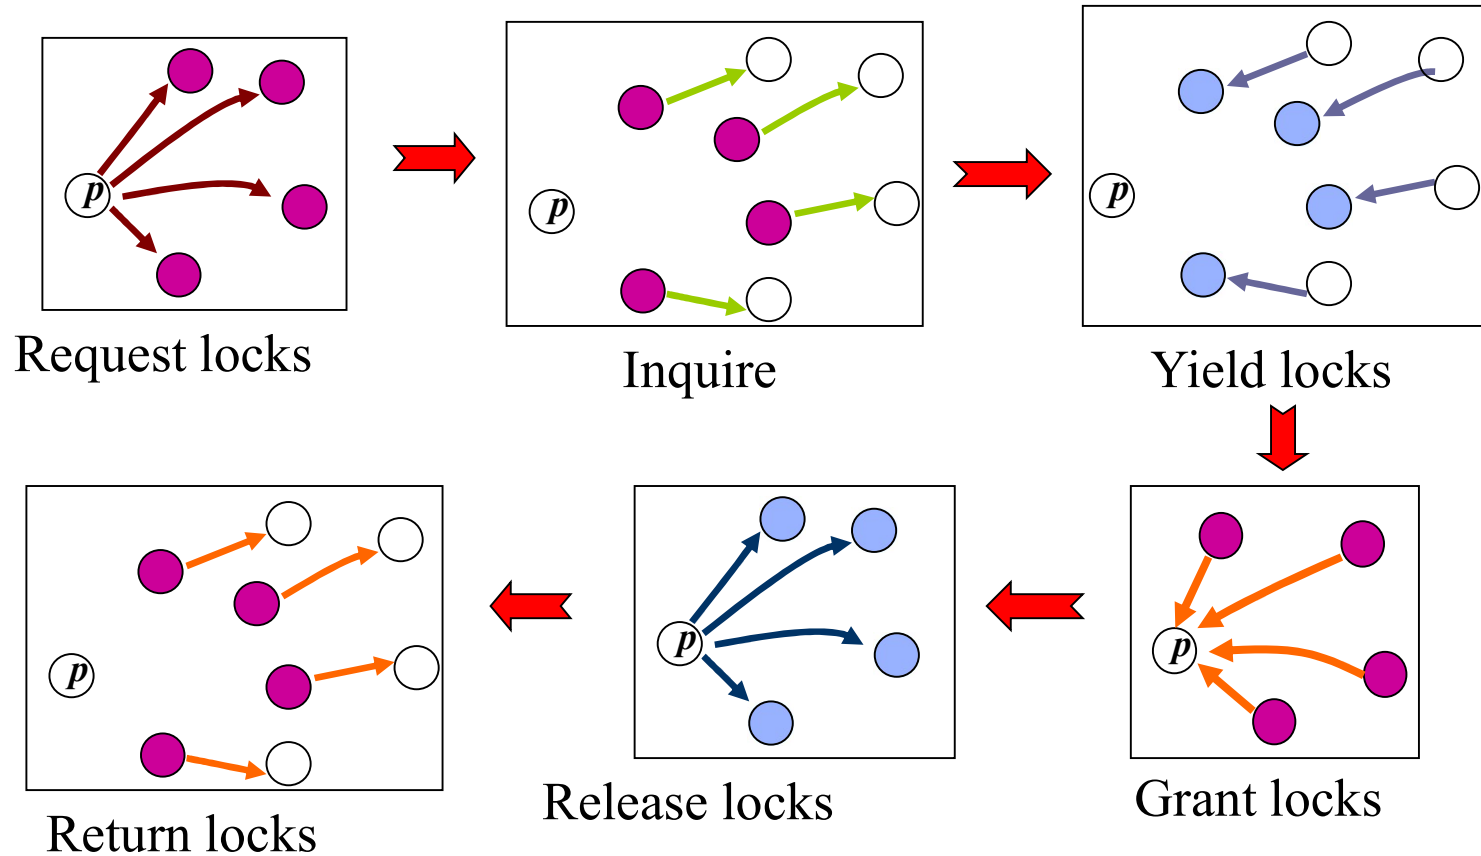 p
Request locks
p
Inquire
p
Yield locks
p
Grant locks
p
Release locks
p
Return locks